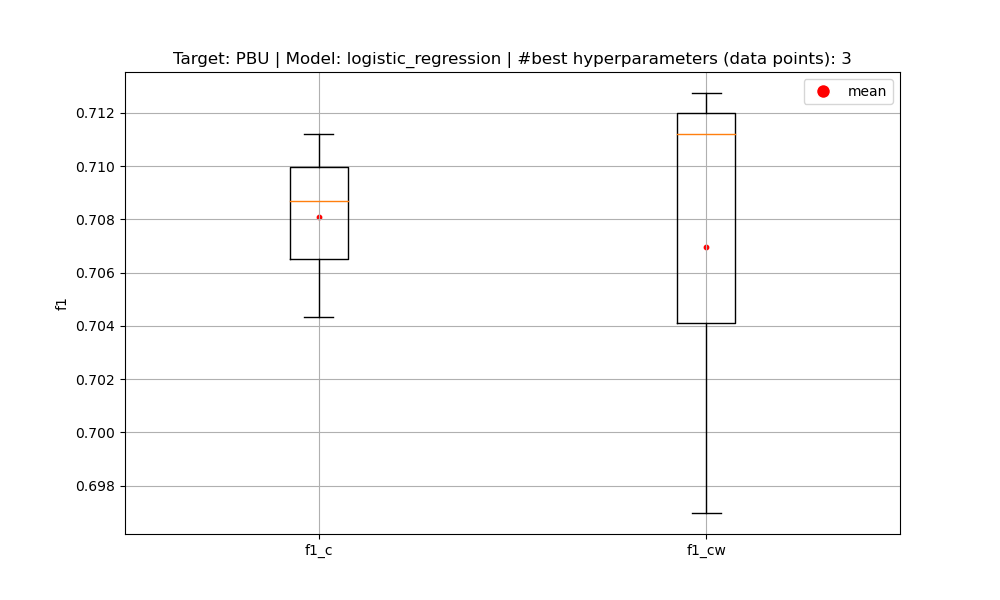 Target: PBU | Model: logistic_regression | #best hyperparameters (data points): 3
mean
0.712
0.710
0.708
0.706
0.704
0.702
0.700
0.698
f1
f1_c
f1_cw